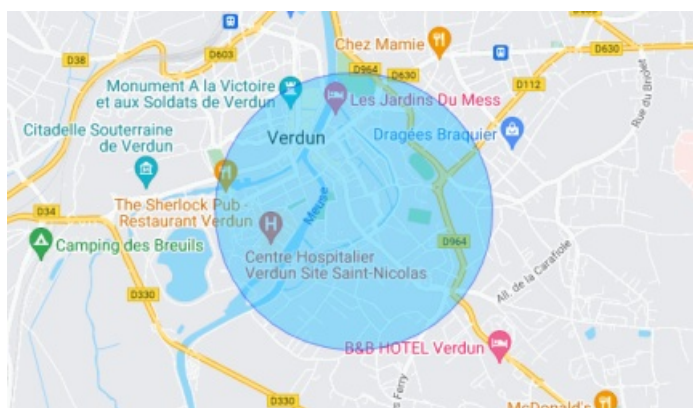 Chez Mamie
D38
D603
D630
D964
D630
Monument A la Victoire
et aux Soldats de Verdun
Les Jardins Du Mess
D112
Rue du Briolet
Citadelle Souterraine
de Verdun
Verdun
Dragées Braquier
The Sherlock Pub -
Restaurant Verdun
Meuse
D34
H
Camping des Breuils
Centre Hospitalier
Verdun Site Saint-Nicolas
D964
All. de la Carafiole
D330
B&B HOTEL Verdun
s Ferry
D330
McDonald's